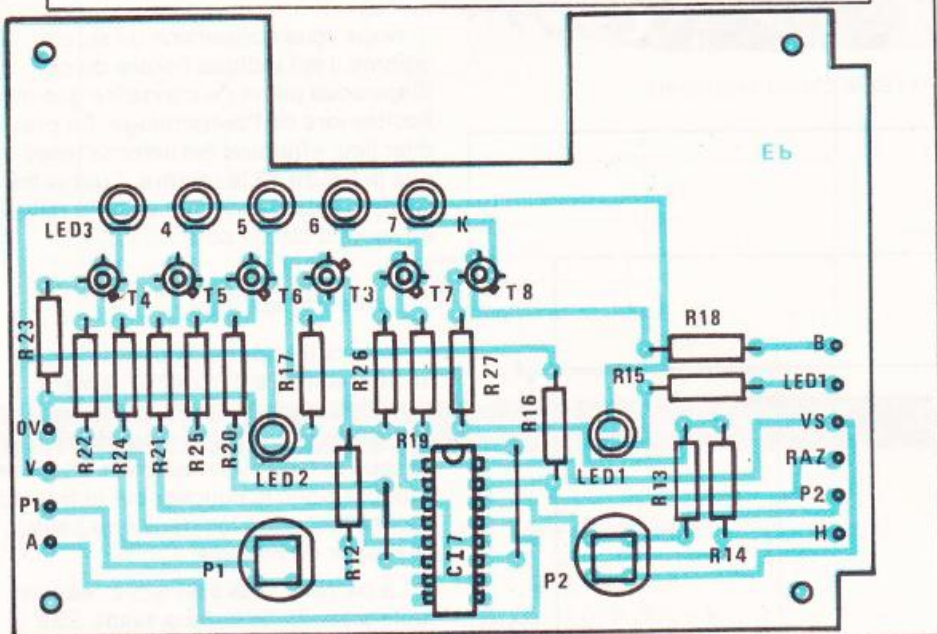 Eb
LED3 4 5 6 7 K
T4 T5 T6 T3 T7 T8
R23
R17
R26
R27
R18
B
R15
LED1
R16
0V
R22
R24
R21
R25
R20
R19
VS
LED2
LED1
RAZ
V
R13
P1
P2
A
R12
CI7
R14
H
P1
P2